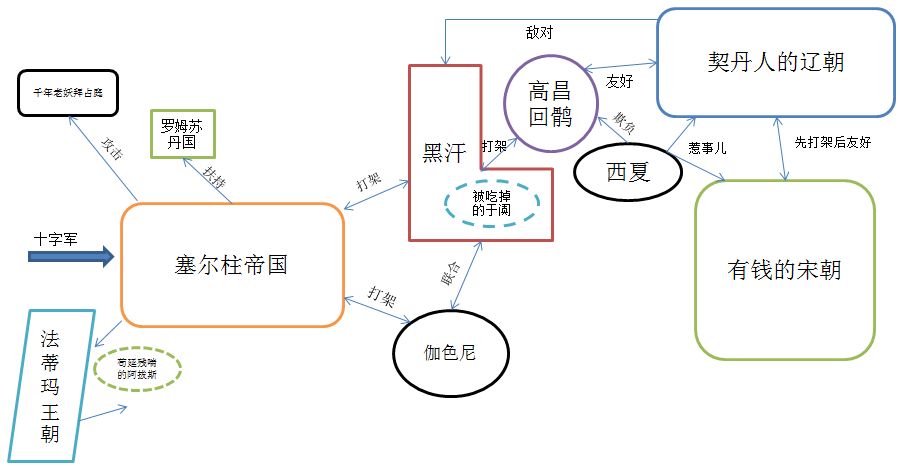 敌对
契丹人的辽朝
高昌
回鹘
友好
千年老妖拜占庭
罗姆苏
丹国
攻击
扶持
黑汗
打架
欺负
西夏
惹事儿
先打架后友好
打架
被吃掉
的于阗
十字军
塞尔柱帝国
联合
有钱的宋朝
打架
伽色尼
法蒂玛王朝
苟延残喘
的阿拔斯